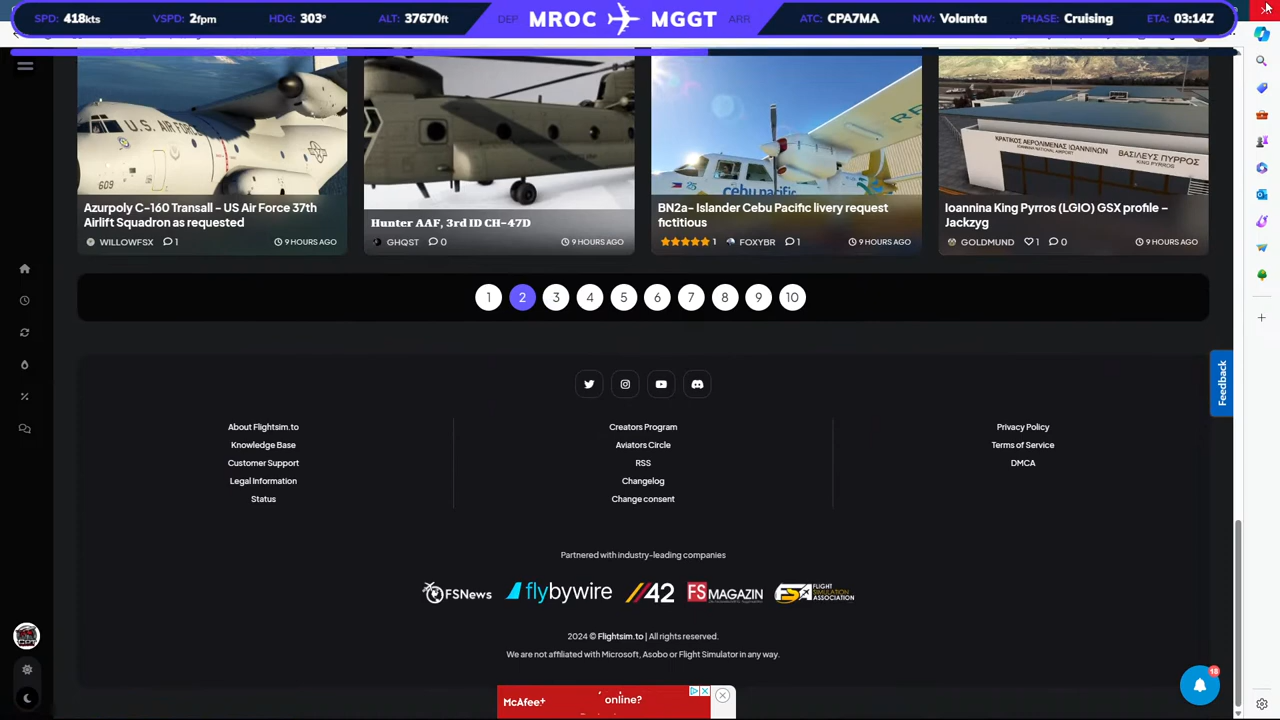 SPD: 418kts VSPD: 2fpm HDG: 303° ALT: 37670ft DEP MROC MGGT ARR ATC: CPA7MA NW: Volanta PHASE: Cruising ETA: 03:14Z
U.S. AIR FORCE
609
Cebu pacific
ΚΡΑΤΙΚΟΣ ΑΕΡΟΛΙΜΕΝΑΣ ΙΩΑΝΝΙΝΩΝ
ΒΑΣΙΛΕΥΣ ΠΥΡΡΟΣ
KING PYRROS
Azurpoly C-160 Transall - US Air Force 37th
Airlift Squadron as requested
WILLOWFSX 1 9 HOURS AGO
Hunter AAF, 3rd ID CH-47D
GHQST 0 9 HOURS AGO
BN2a- Islander Cebu Pacific livery request
fictitious
1 FOXYBR 1 9 HOURS AGO
Ioannina King Pyrros (LGIO) GSX profile –
Jackzyg
GOLDMUND 1 0 9 HOURS AGO
1 2 3 4 5 6 7 8 9 10
Feedback
About Flightsim.to
Knowledge Base
Customer Support
Legal Information
Status
Creators Program
Aviators Circle
RSS
Changelog
Change consent
Privacy Policy
Terms of Service
DMCA
Partnered with industry-leading companies
FSNews flybywire //42 FS MAGAZIN FSA FLIGHT SIMULATION ASSOCIATION
2024 © Flightsim.to | All rights reserved.
We are not affiliated with Microsoft, Asobo or Flight Simulator in any way.
McAfee+ online?
18